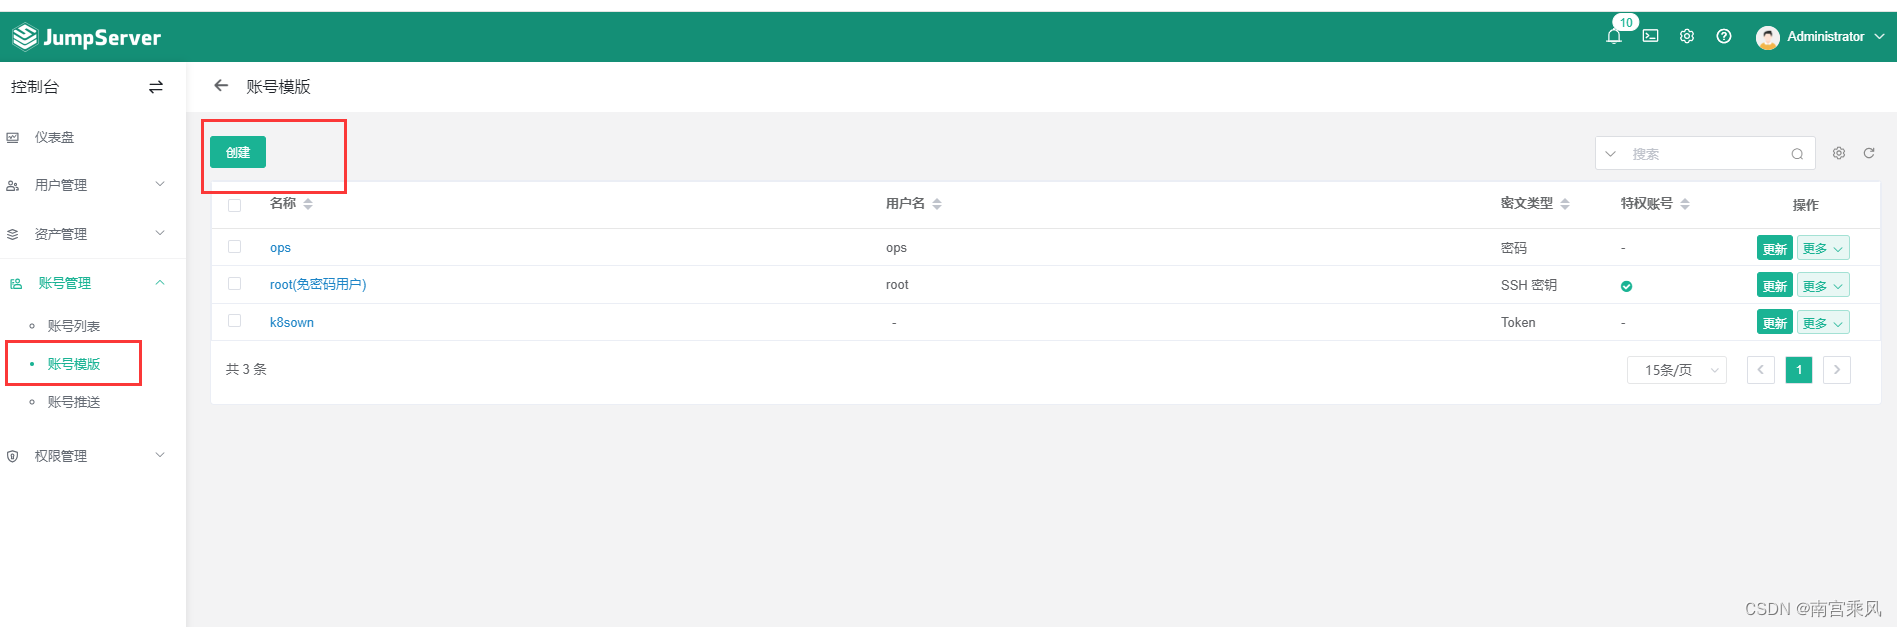 10
JumpServer
Administrator
控制台
账号模版
仪表盘
创建
搜索
用户管理
名称 用户名 密文类型 特权账号 操作
资产管理
ops ops 密码 - 更新 更多
账号管理
root(免密码用户) root SSH 密钥 更新 更多
账号列表
k8sown - Token - 更新 更多
账号模版
共 3 条 15条/页 1
账号推送
权限管理
CSDN @南宫乘风